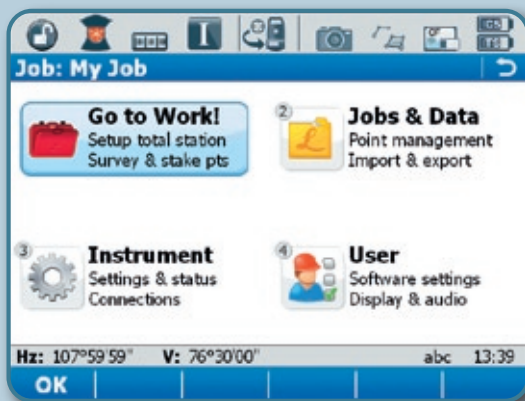 Job: My Job
Go to Work!
Setup total station
Survey & stake pts
2
Jobs & Data
Point management
Import & export
3
Instrument
Settings & status
Connections
4
User
Software settings
Display & audio
Hz: 107°59'59" V: 76°30'00" abc 13:39
OK